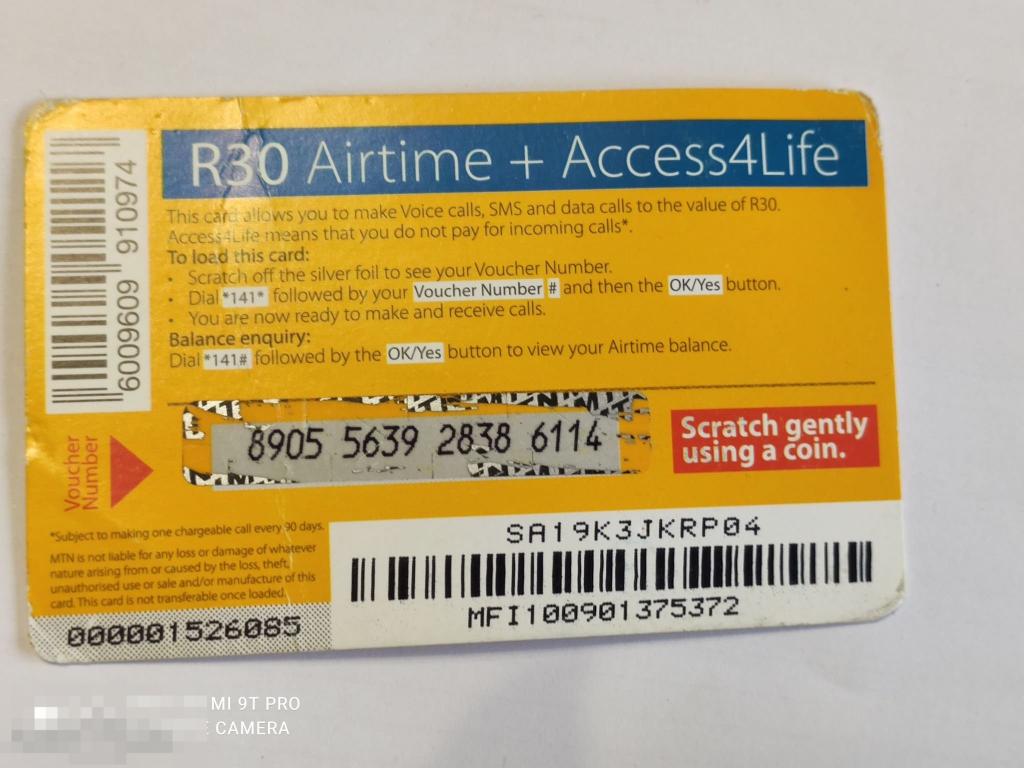 R30 Airtime + Access4Life
This card allows you to make Voice calls, SMS and data calls to the value of R30.
Access4Life means that you do not pay for incoming calls*.
To load this card:
• Scratch off the silver foil to see your Voucher Number.
• Dial *141* followed by your Voucher Number # and then the OK/Yes button.
• You are now ready to make and receive calls.
Balance enquiry:
Dial *141# followed by the OK/Yes button to view your Airtime balance.
6009609 910974
Voucher
Number
8905 5639 2838 6114
Scratch gently
using a coin.
*Subject to making one chargeable call every 90 days.
MTN is not liable for any loss or damage of whatever
nature arising from or caused by the loss, theft,
unauthorised use or sale and/or manufacture of this
card. This card is not transferable once loaded.
000001526085
SA19K3JKRP04
MFI100901375372
MI 9T PRO
CAMERA